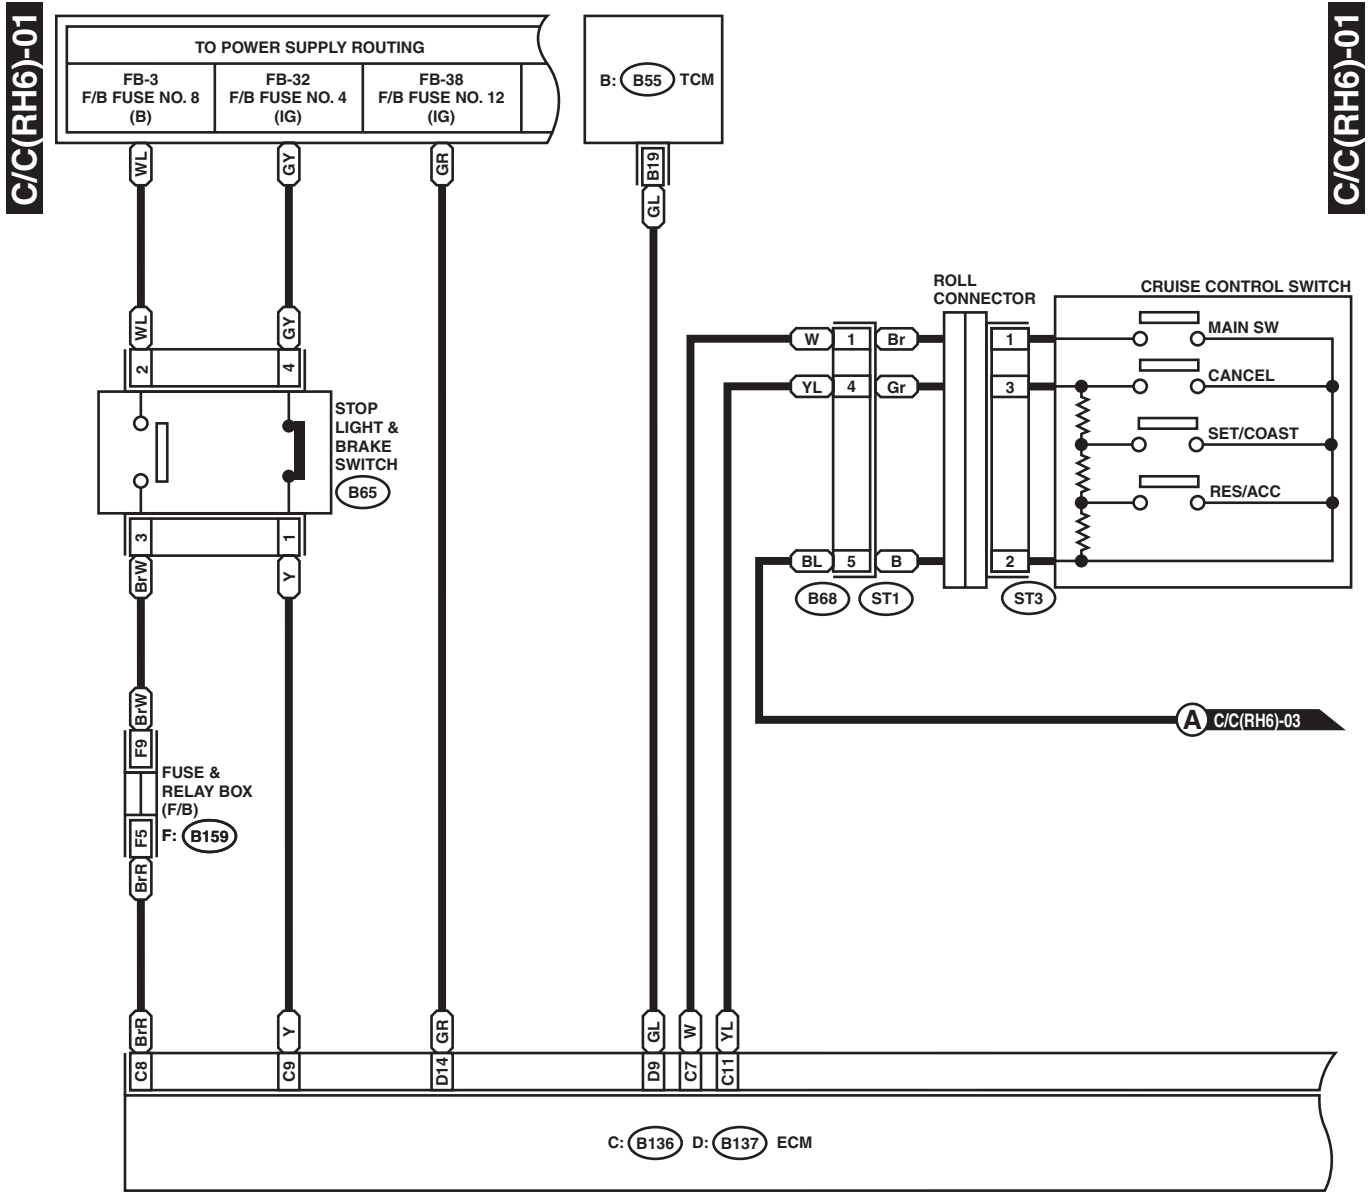 C/C(RH6)-01
C/C(RH6)-01
TO POWER SUPPLY ROUTING
FB-3
F/B FUSE NO. 8
(B)
FB-32
F/B FUSE NO. 4
(IG)
FB-38
F/B FUSE NO. 12
(IG)
B: B55 TCM
WL
GY
GR
B19
GL
WL
GY
2
4
STOP
LIGHT &
BRAKE
SWITCH
B65
3
1
BrW
Y
BrW
F9
FUSE &
RELAY BOX
(F/B)
F5
F: B159
BrR
ROLL
CONNECTOR
CRUISE CONTROL SWITCH
W 1 Br
1
MAIN SW
YL 4 Gr
3
CANCEL
SET/COAST
RES/ACC
BL 5 B
2
B68 ST1
ST3
A C/C(RH6)-03
BrR
Y
GR
GL
W
YL
C8
C9
D14
D9
C7
C11
C: B136 D: B137 ECM